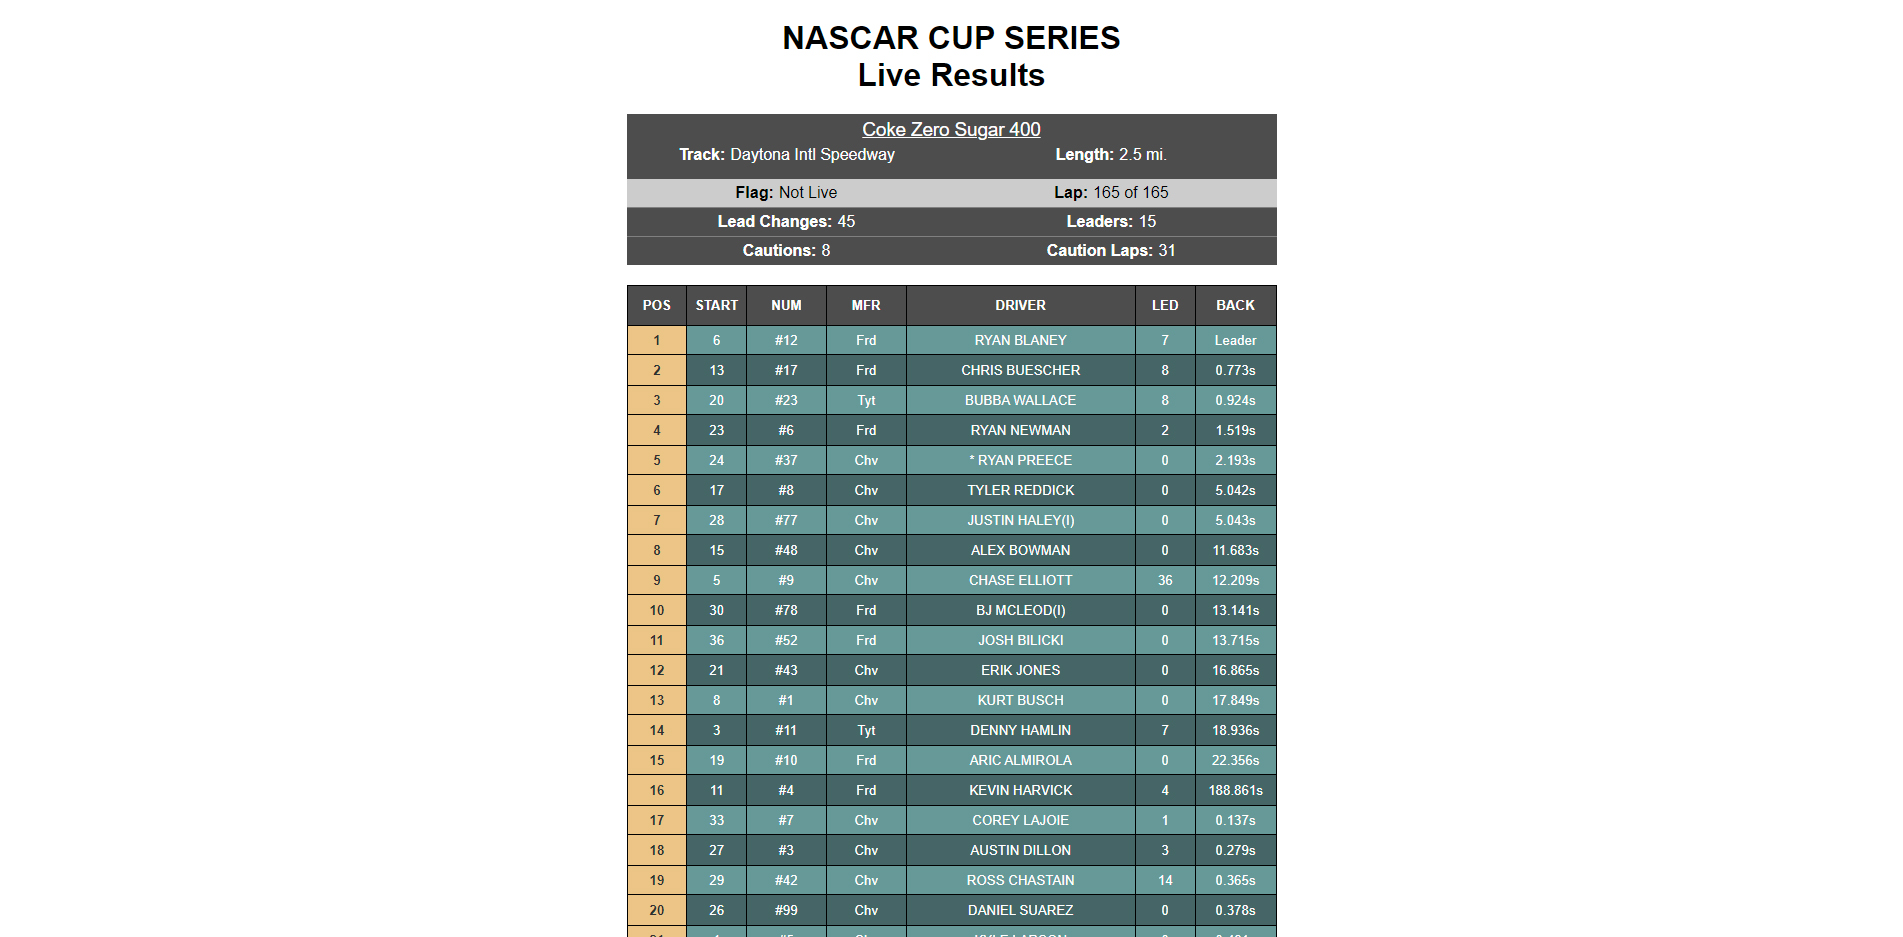 NASCAR CUP SERIES
Live Results
Coke Zero Sugar 400
Track: Daytona Intl Speedway Length: 2.5 mi.
Flag: Not Live Lap: 165 of 165
Lead Changes: 45 Leaders: 15
Cautions: 8 Caution Laps: 31
POS START NUM MFR DRIVER LED BACK
1 6 #12 Frd RYAN BLANEY 7 Leader
2 13 #17 Frd CHRIS BUESCHER 8 0.773s
3 20 #23 Tyt BUBBA WALLACE 8 0.924s
4 23 #6 Frd RYAN NEWMAN 2 1.519s
5 24 #37 Chv * RYAN PREECE 0 2.193s
6 17 #8 Chv TYLER REDDICK 0 5.042s
7 28 #77 Chv JUSTIN HALEY(I) 0 5.043s
8 15 #48 Chv ALEX BOWMAN 0 11.683s
9 5 #9 Chv CHASE ELLIOTT 36 12.209s
10 30 #78 Frd BJ MCLEOD(I) 0 13.141s
11 36 #52 Frd JOSH BILICKI 0 13.715s
12 21 #43 Chv ERIK JONES 0 16.865s
13 8 #1 Chv KURT BUSCH 0 17.849s
14 3 #11 Tyt DENNY HAMLIN 7 18.936s
15 19 #10 Frd ARIC ALMIROLA 0 22.356s
16 11 #4 Frd KEVIN HARVICK 4 188.861s
17 33 #7 Chv COREY LAJOIE 1 0.137s
18 27 #3 Chv AUSTIN DILLON 3 0.279s
19 29 #42 Chv ROSS CHASTAIN 14 0.365s
20 26 #99 Chv DANIEL SUAREZ 0 0.378s